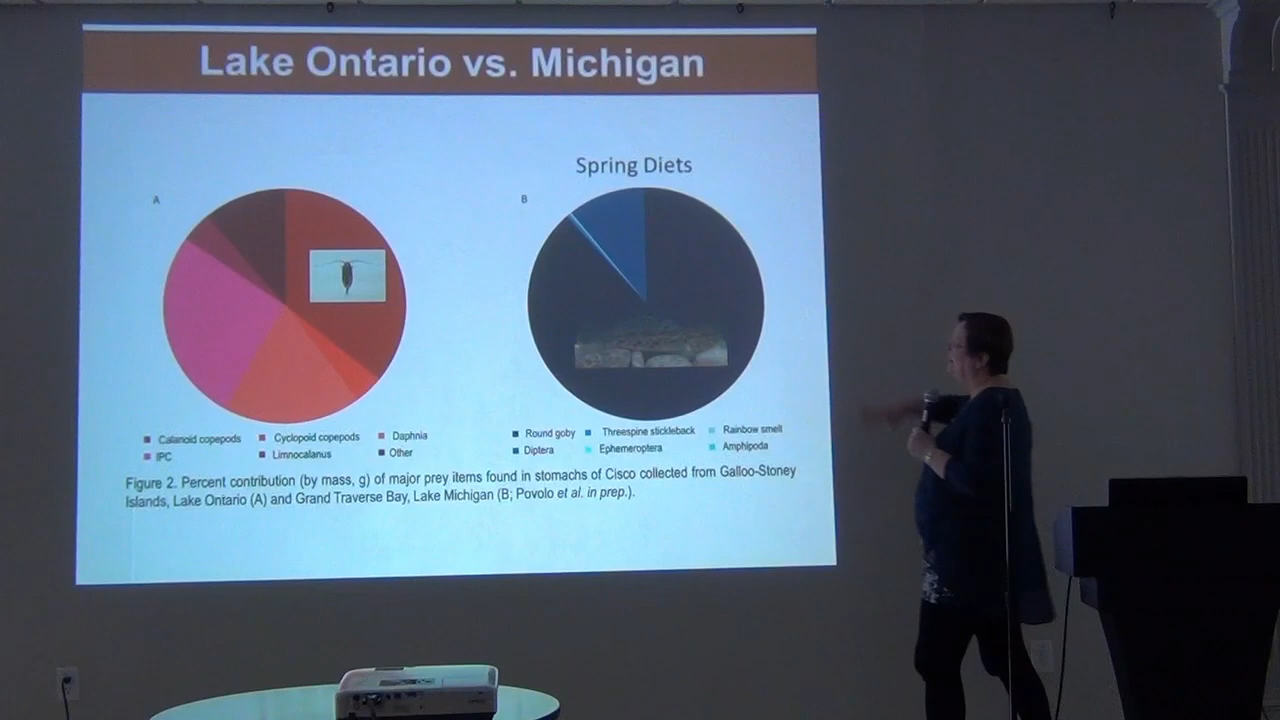 Lake Ontario vs. Michigan
Spring Diets
A
B
Calanoid copepods Cyclopoid copepods Daphnia
IPC Limnocalanus Other
Round goby Threespine stickleback Rainbow smelt
Diptera Ephemeroptera Amphipoda
Figure 2. Percent contribution (by mass, g) of major prey items found in stomachs of Cisco collected from Galloo-Stoney
Islands, Lake Ontario (A) and Grand Traverse Bay, Lake Michigan (B; Povolo et al. in prep.).